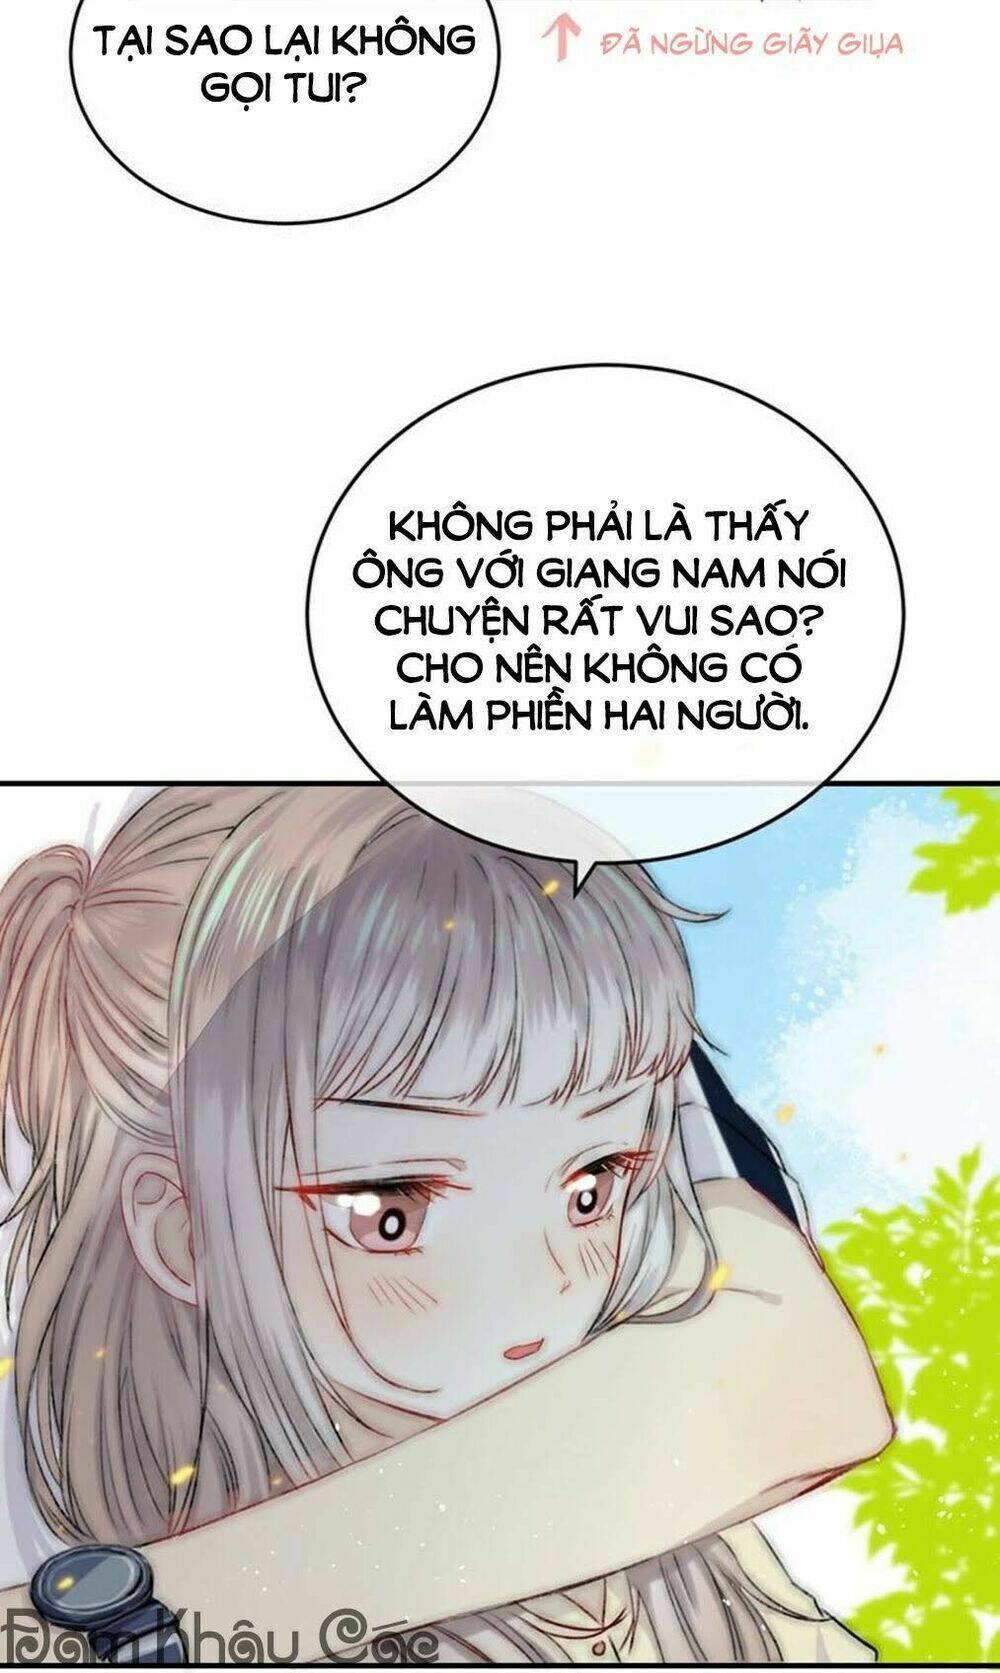 TẠI SAO LẠI KHÔNG
GỌI TUI?
ĐÃ NGỪNG GIÃY GIỤA
KHÔNG PHẢI LÀ THẤY
ÔNG VỚI GIANG NAM NÓI
CHUYỆN RẤT VUI SAO?
CHO NÊN KHÔNG CÓ
LÀM PHIỀN HAI NGƯỜI.
Đam Khâu Các